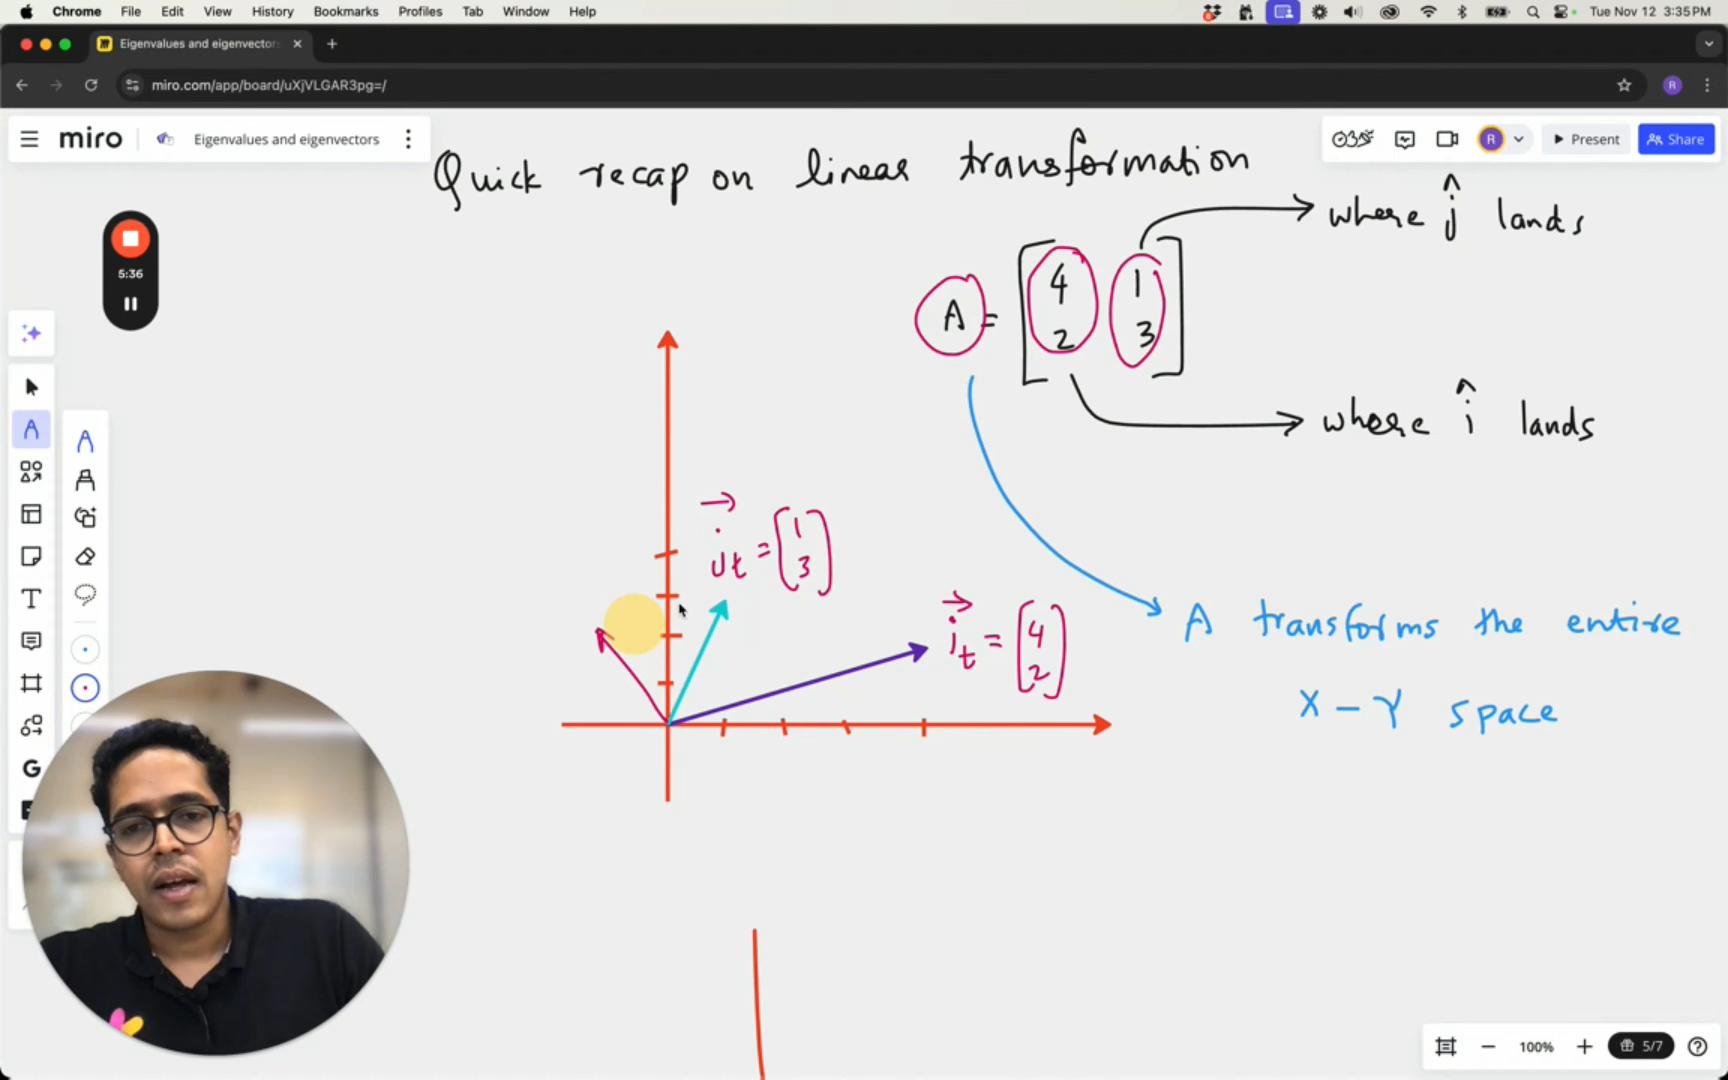 Chrome File Edit View History Bookmarks Profiles Tab Window Help Tue Nov 12 3:35 PM
Eigenvalues and eigenvector
miro.com/app/board/uXjVLGAR3pg=/ R
miro Eigenvalues and eigenvectors R Present Share
Quick recap on linear transformation
where ĵ lands
5:36
A = [4 1
2 3]
where î lands
jt = [1
3]
it = [4
2]
A transforms the entire
X - Y space
T
G
100% 5/7 ?